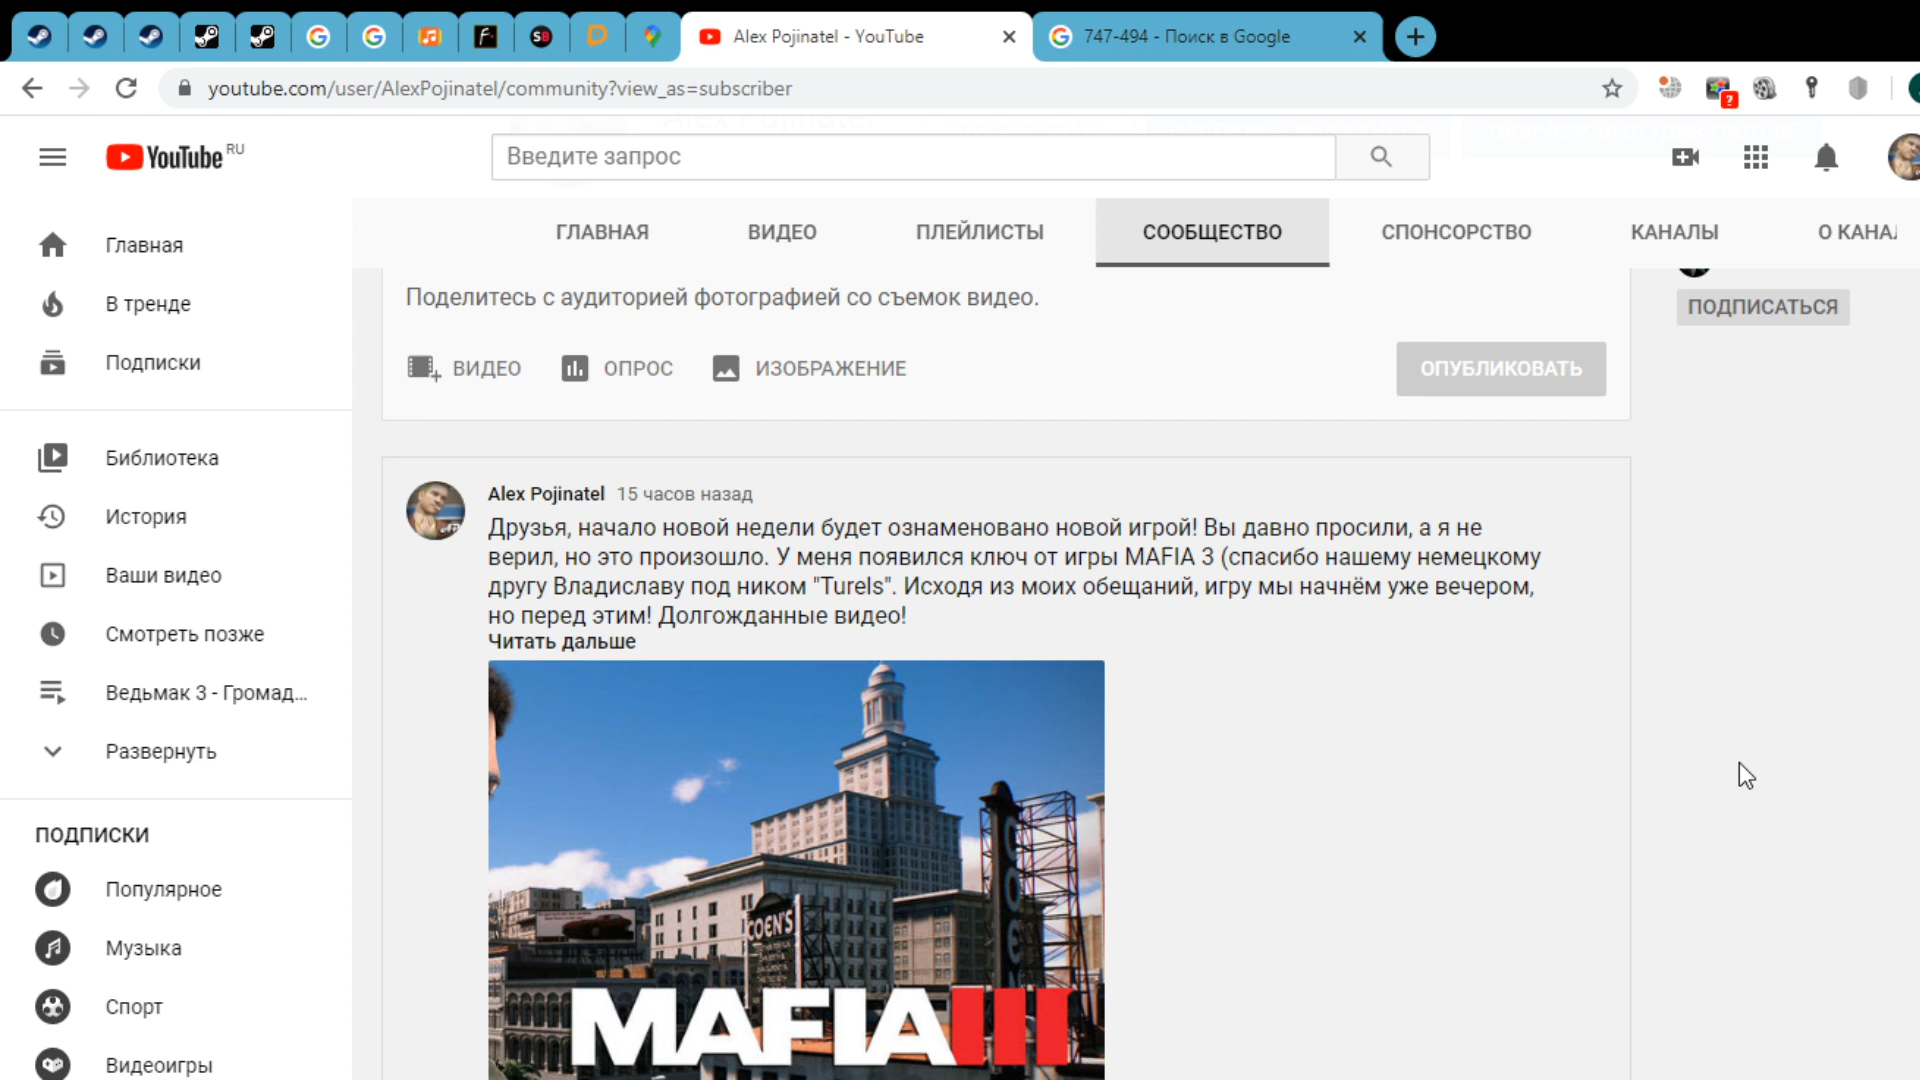 Alex Pojinatel - YouTube
747-494 - Поиск в Google
youtube.com/user/AlexPojinatel/community?view_as=subscriber
YouTube RU
Введите запрос
ГЛАВНАЯ ВИДЕО ПЛЕЙЛИСТЫ СООБЩЕСТВО СПОНСОРСТВО КАНАЛЫ О КАНА
Главная
В тренде
Подписки
Библиотека
История
Ваши видео
Смотреть позже
Ведьмак 3 - Громад...
Развернуть
ПОДПИСКИ
Популярное
Музыка
Спорт
Видеоигры
Поделитесь с аудиторией фотографией со съемок видео.
ВИДЕО ОПРОС ИЗОБРАЖЕНИЕ ОПУБЛИКОВАТЬ
ПОДПИСАТЬСЯ
Alex Pojinatel 15 часов назад
Друзья, начало новой недели будет ознаменовано новой игрой! Вы давно просили, а я не
верил, но это произошло. У меня появился ключ от игры MAFIA 3 (спасибо нашему немецкому
другу Владиславу под ником "Turels". Исходя из моих обещаний, игру мы начнём уже вечером,
но перед этим! Долгожданные видео!
Читать дальше
COEN'S
MAFIA III